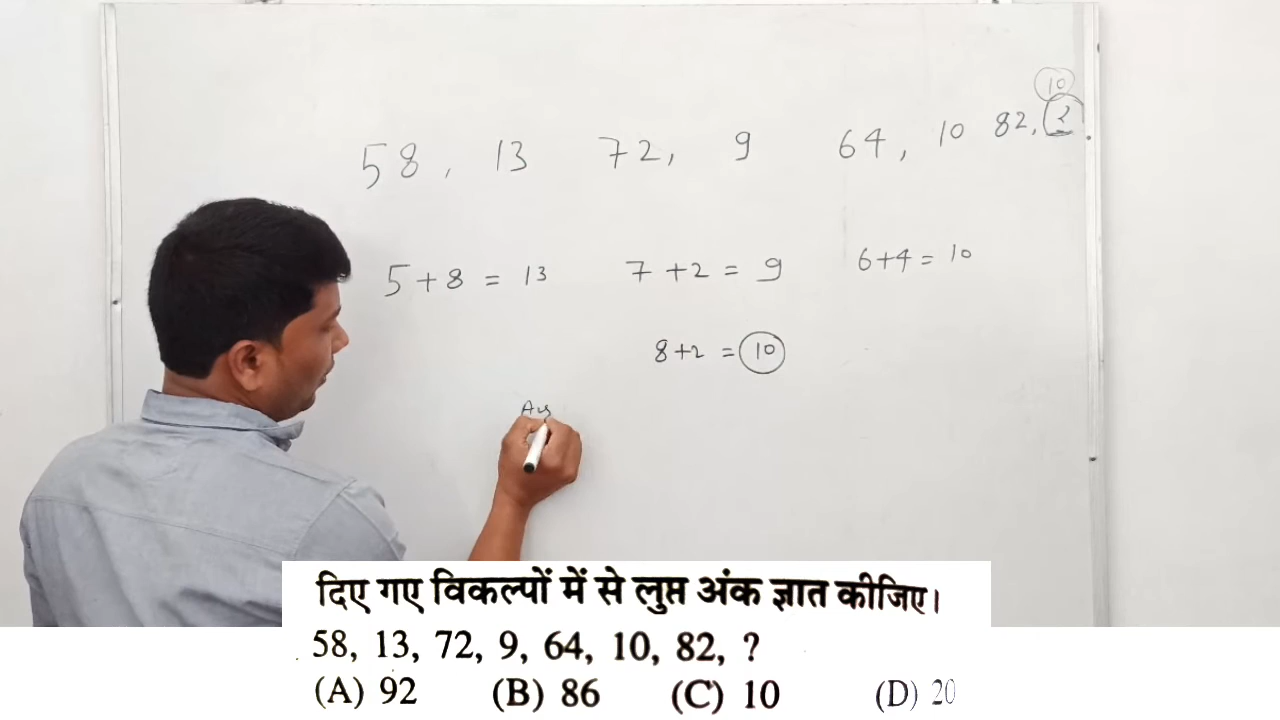 10
58, 13 72, 9 64, 10 82, ?
5+8 = 13 7+2 = 9 6+4 = 10
8+2 = 10
Ans
दिए गए विकल्पों में से लुप्त अंक ज्ञात कीजिए।
58, 13, 72, 9, 64, 10, 82, ?
(A) 92 (B) 86 (C) 10 (D) 20